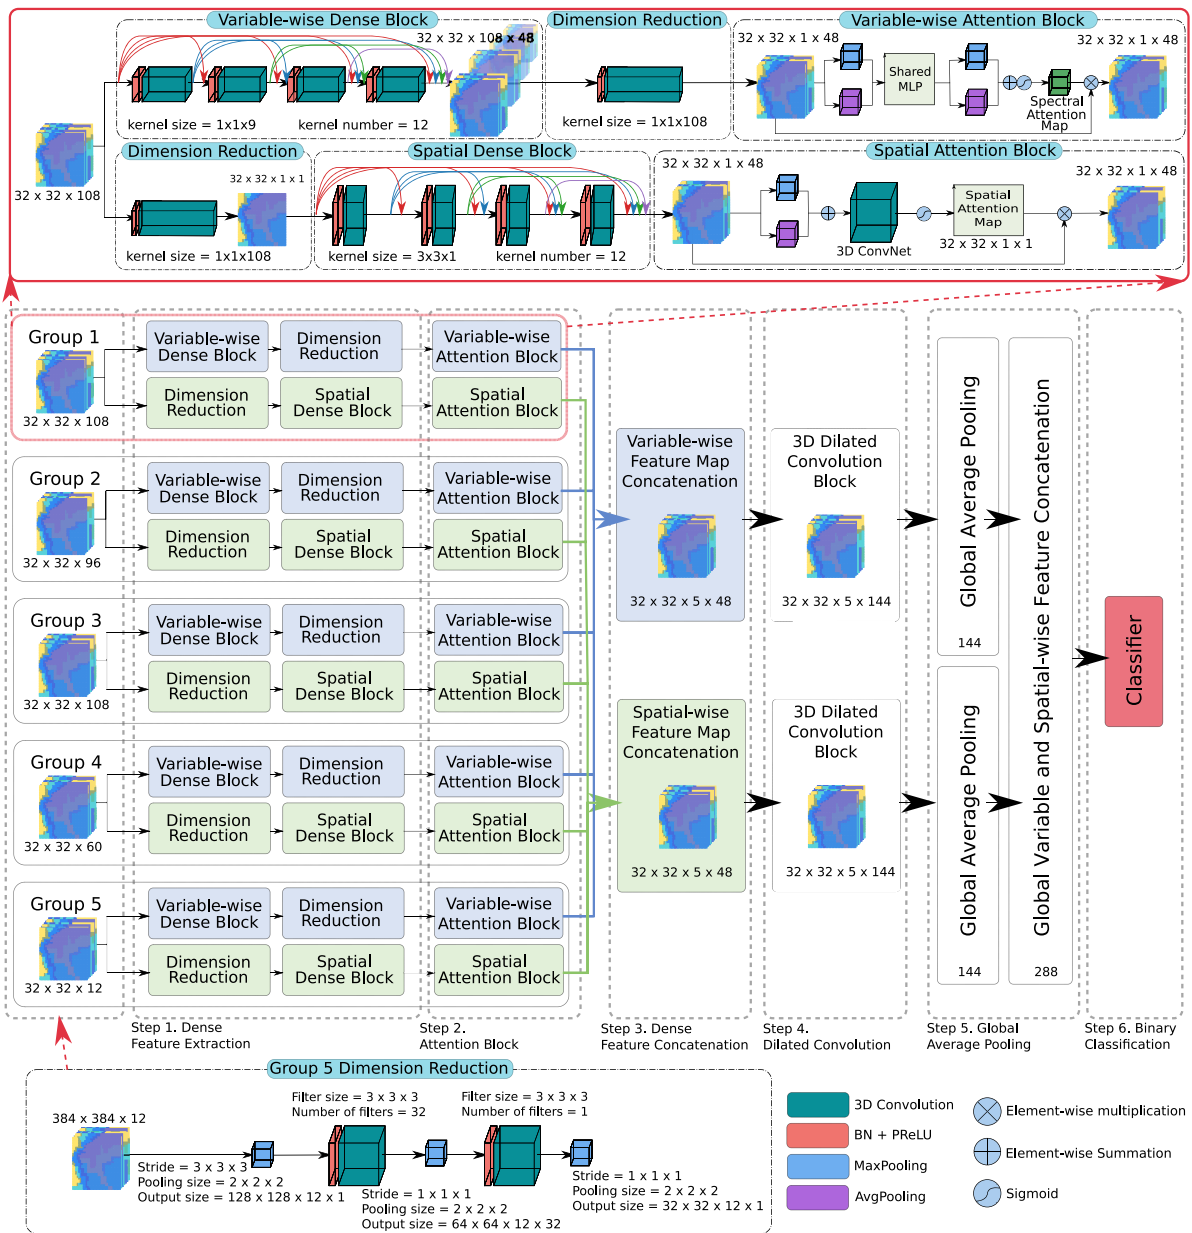 Variable-wise Dense Block
Dimension Reduction
Variable-wise Attention Block
32 x 32 x 108 x 48
kernel size = 1x1x9
kernel number = 12
kernel size = 1x1x108
32 x 32 x 1 x 48
32 x 32 x 1 x 48
Shared
MLP
Spectral
Attention
Map
32 x 32 x 108
Dimension Reduction
Spatial Dense Block
Spatial Attention Block
32 x 32 x 1 x 1
kernel size = 1x1x108
kernel size = 3x3x1
kernel number = 12
32 x 32 x 1 x 48
32 x 32 x 1 x 48
3D ConvNet
Spatial
Attention
Map
32 x 32 x 1 x 1
Group 1
32 x 32 x 108
Variable-wise
Dense Block
Dimension
Reduction
Variable-wise
Attention Block
Dimension
Reduction
Spatial
Dense Block
Spatial
Attention Block
Group 2
32 x 32 x 96
Variable-wise
Dense Block
Dimension
Reduction
Variable-wise
Attention Block
Dimension
Reduction
Spatial
Dense Block
Spatial
Attention Block
Group 3
32 x 32 x 108
Variable-wise
Dense Block
Dimension
Reduction
Variable-wise
Attention Block
Dimension
Reduction
Spatial
Dense Block
Spatial
Attention Block
Group 4
32 x 32 x 60
Variable-wise
Dense Block
Dimension
Reduction
Variable-wise
Attention Block
Dimension
Reduction
Spatial
Dense Block
Spatial
Attention Block
Group 5
32 x 32 x 12
Variable-wise
Dense Block
Dimension
Reduction
Variable-wise
Attention Block
Dimension
Reduction
Spatial
Dense Block
Spatial
Attention Block
Variable-wise
Feature Map
Concatenation
32 x 32 x 5 x 48
3D Dilated
Convolution
Block
32 x 32 x 5 x 144
Spatial-wise
Feature Map
Concatenation
32 x 32 x 5 x 48
3D Dilated
Convolution
Block
32 x 32 x 5 x 144
Global Average Pooling
144
Global Average Pooling
144
Global Variable and Spatial-wise Feature Concatenation
288
Classifier
Step 1. Dense
Feature Extraction
Step 2.
Attention Block
Step 3. Dense
Feature Concatenation
Step 4.
Dilated Convolution
Step 5. Global
Average Pooling
Step 6. Binary
Classification
Group 5 Dimension Reduction
384 x 384 x 12
Stride = 3 x 3 x 3
Pooling size = 2 x 2 x 2
Output size = 128 x 128 x 12 x 1
Filter size = 3 x 3 x 3
Number of filters = 32
Stride = 1 x 1 x 1
Pooling size = 2 x 2 x 2
Output size = 64 x 64 x 12 x 32
Filter size = 3 x 3 x 3
Number of filters = 1
Stride = 1 x 1 x 1
Pooling size = 2 x 2 x 2
Output size = 32 x 32 x 12 x 1
3D Convolution
BN + PReLU
MaxPooling
AvgPooling
Element-wise multiplication
Element-wise Summation
Sigmoid